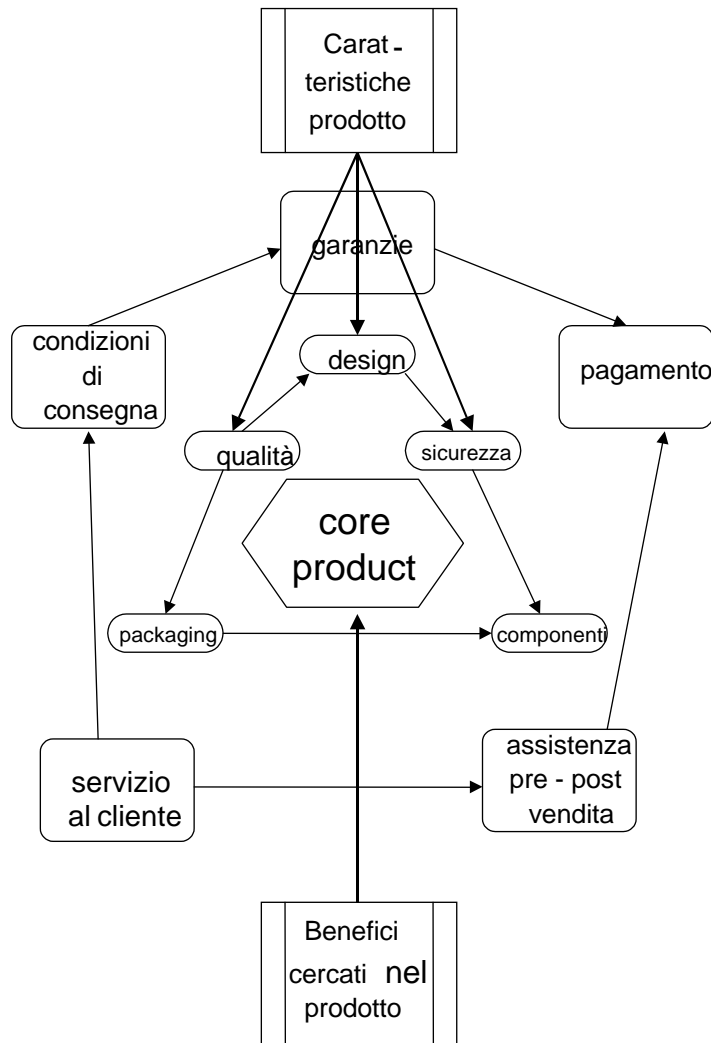 Carat -
teristiche
prodotto
garanzie
condizioni
di
consegna
pagamento
design
qualità
sicurezza
core
product
packaging
componenti
servizio
al cliente
assistenza
pre - post
vendita
Benefici
cercati nel
prodotto